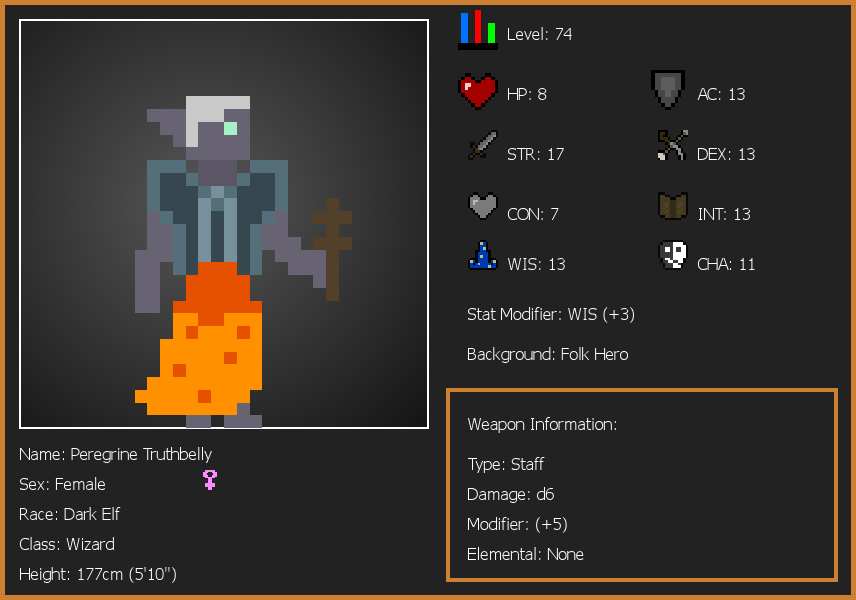 Level: 74
HP: 8
AC: 13
STR: 17
DEX: 13
CON: 7
INT: 13
WIS: 13
CHA: 11
Stat Modifier: WIS (+3)
Background: Folk Hero
Weapon Information:
Type: Staff
Damage: d6
Modifier: (+5)
Elemental: None
Name: Peregrine Truthbelly
Sex: Female
Race: Dark Elf
Class: Wizard
Height: 177cm (5'10")